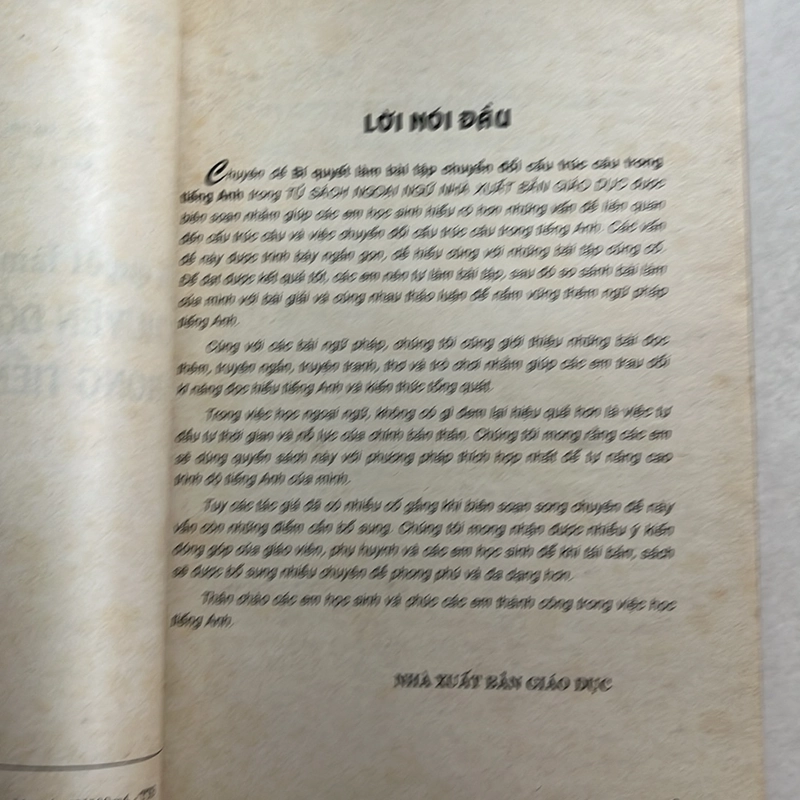 LỜI NÓI ĐẦU
Chuyên đề Bí quyết làm bài tập chuyển đổi cấu trúc câu trong
tiếng Anh trong TỦ SÁCH NGOẠI NGỮ NHÀ XUẤT BẢN GIÁO DỤC được
biên soạn nhằm giúp các em học sinh hiểu rõ hơn những vấn đề liên quan
đến cấu trúc câu và việc chuyển đổi cấu trúc câu trong tiếng Anh. Các vấn
đề này được trình bày ngắn gọn, dễ hiểu cùng với những bài tập củng cố.
Để đạt được kết quả tốt, các em nên tự làm bài tập, sau đó so sánh bài làm
của mình với bài giải và cùng nhau thảo luận để nắm vững thêm ngữ pháp
tiếng Anh.
Cùng với các bài ngữ pháp, chúng tôi cũng giới thiệu những bài đọc
thêm, truyện ngắn, truyện tranh, thơ và trò chơi nhằm giúp các em trau dồi
kĩ năng đọc hiểu tiếng Anh và kiến thức tổng quát.
Trong việc học ngoại ngữ, không có gì đem lại hiệu quả hơn là việc tự
đầu tư thời gian và nỗ lực của chính bản thân. Chúng tôi mong rằng các em
sẽ dùng quyển sách này với phương pháp thích hợp nhất để tự nâng cao
trình độ tiếng Anh của mình.
Tuy các tác giả đã có nhiều cố gắng khi biên soạn song chuyên đề này
vẫn còn những điểm cần bổ sung. Chúng tôi mong nhận được nhiều ý kiến
đóng góp của giáo viên, phụ huynh và các em học sinh để khi tái bản, sách
sẽ được bổ sung nhiều chuyên đề phong phú và đa dạng hơn.
Thân chào các em học sinh và chúc các em thành công trong việc học
tiếng Anh.
NHÀ XUẤT BẢN GIÁO DỤC